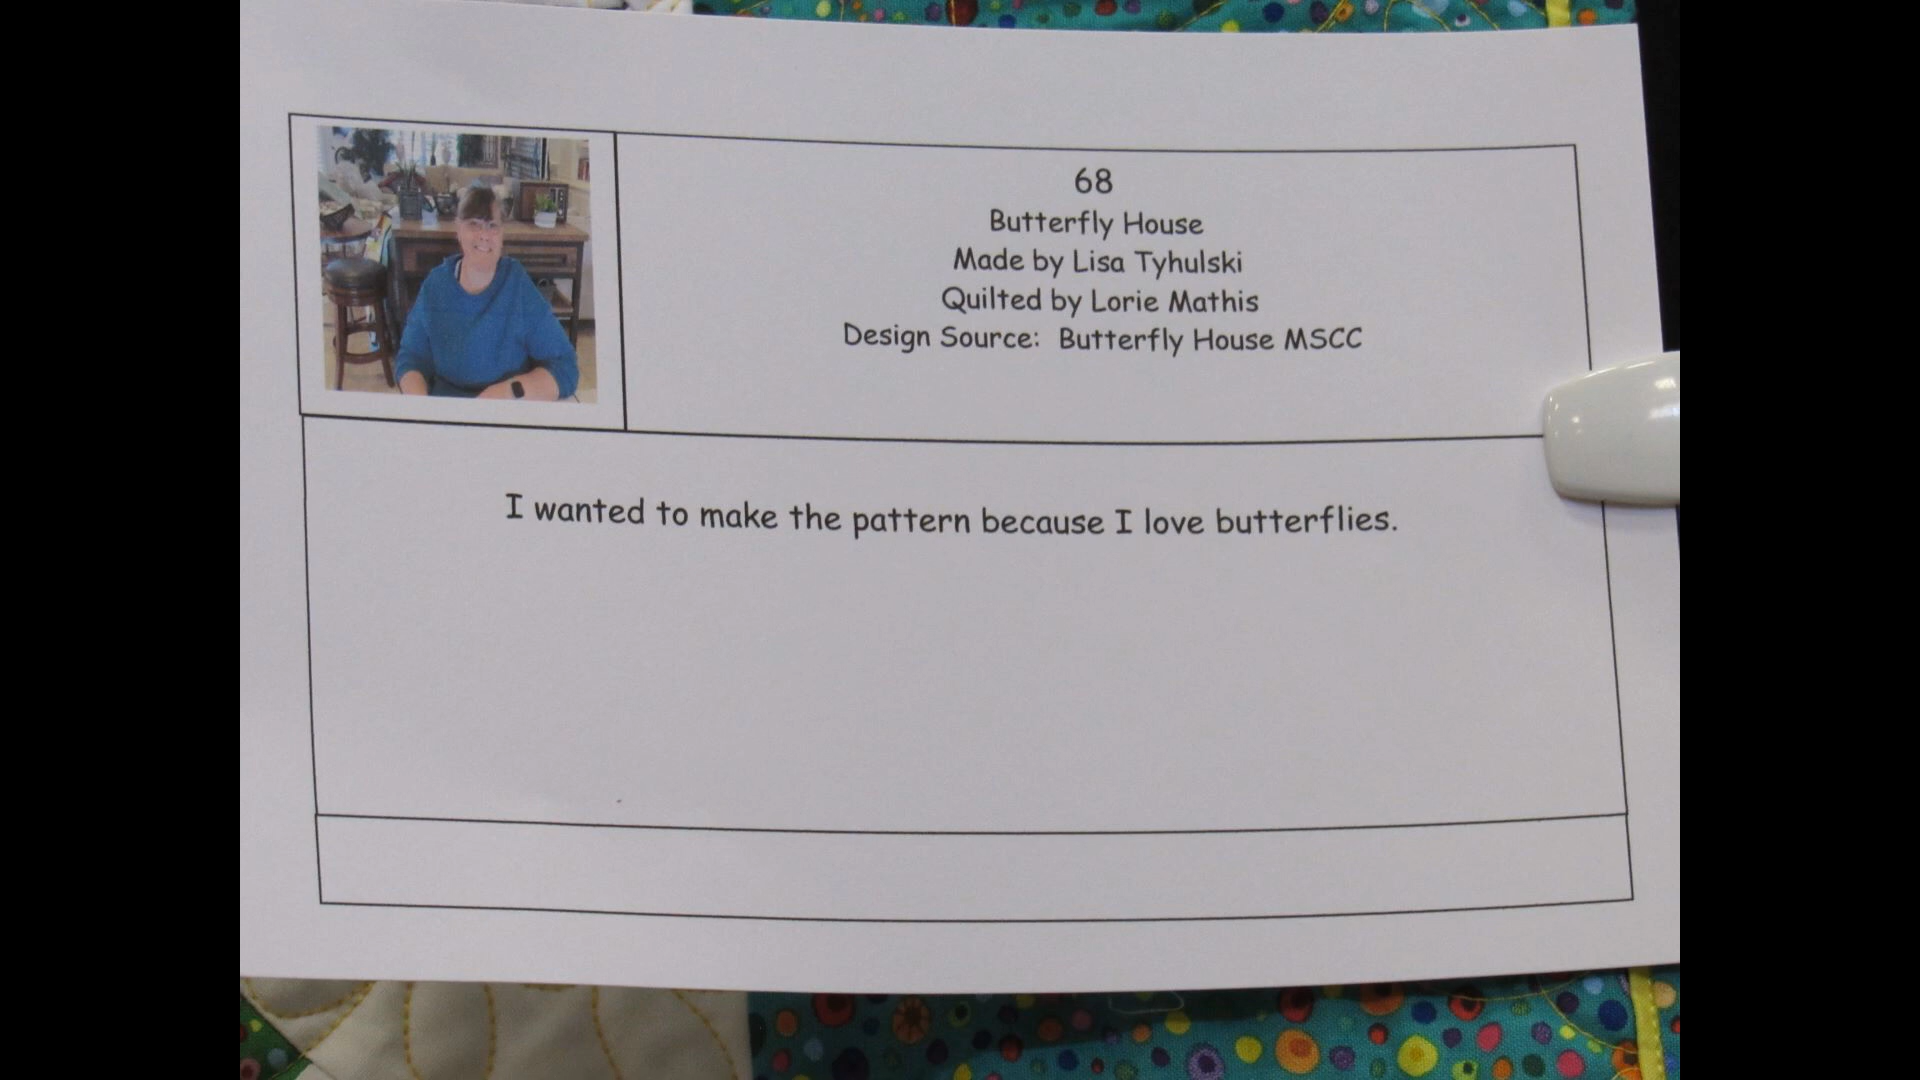 68
Butterfly House
Made by Lisa Tyhulski
Quilted by Lorie Mathis
Design Source:  Butterfly House MSCC
I wanted to make the pattern because I love butterflies.